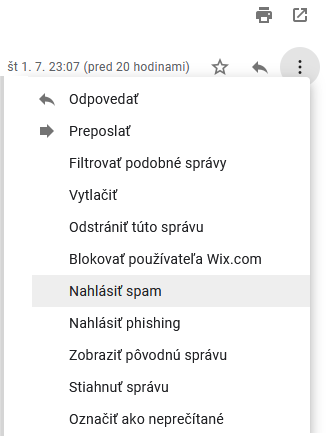 št 1. 7. 23:07 (pred 20 hodinami)
Odpovedať
Preposlať
Filtrovať podobné správy
Vytlačiť
Odstrániť túto správu
Blokovať používateľa Wix.com
Nahlásiť spam
Nahlásiť phishing
Zobraziť pôvodnú správu
Stiahnuť správu
Označiť ako neprečítané